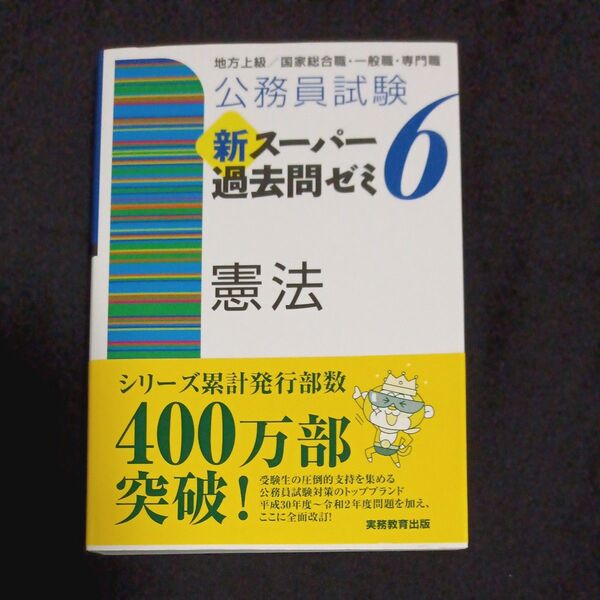 地方上級／国家総合職・一般職・専門職
公務員試験
新スーパー
過去問ゼミ6
憲法
シリーズ累計発行部数
400万部
突破！
受験生の圧倒的支持を集める
公務員試験対策のトップブランド
平成30年度～令和2年度問題を加え、
ここに全面改訂！
実務教育出版